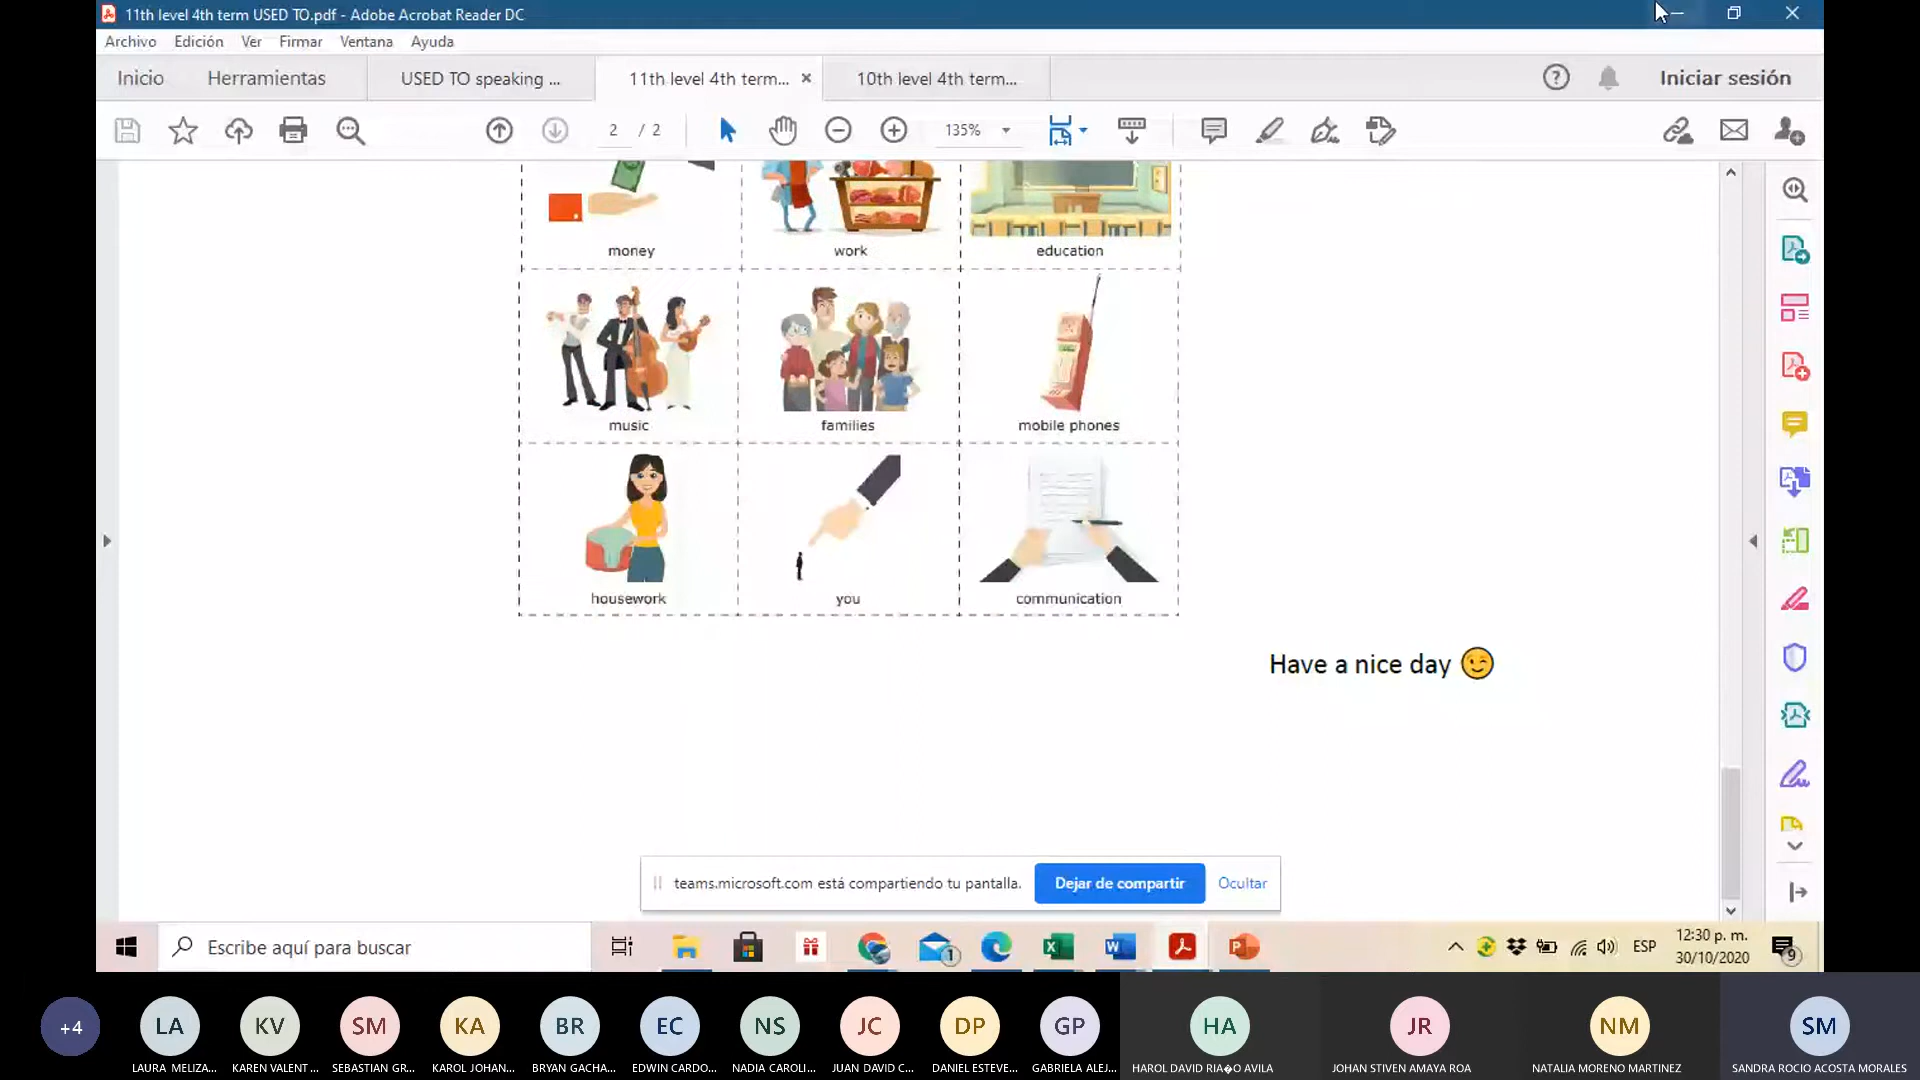 11th level 4th term USED TO.pdf - Adobe Acrobat Reader DC
Archivo Edición Ver Firmar Ventana Ayuda
Inicio Herramientas USED TO speaking ... 11th level 4th term... × 10th level 4th term... Iniciar sesión
2 / 2 135%
money work education
music families mobile phones
housework you communication
Have a nice day
teams.microsoft.com está compartiendo tu pantalla. Dejar de compartir Ocultar
Escribe aquí para buscar 1 ESP 12:30 p. m.
30/10/2020 9
+4 LA KV SM KA BR EC NS JC DP GP HA JR NM SM
LAURA MELIZA... KAREN VALENT... SEBASTIAN GR... KAROL JOHAN... BRYAN GACHA... EDWIN CARDO... NADIA CAROLI... JUAN DAVID C... DANIEL ESTEVE... GABRIELA ALEJ... HAROL DAVID RIA�O AVILA JOHAN STIVEN AMAYA ROA NATALIA MORENO MARTINEZ SANDRA ROCIO ACOSTA MORALES